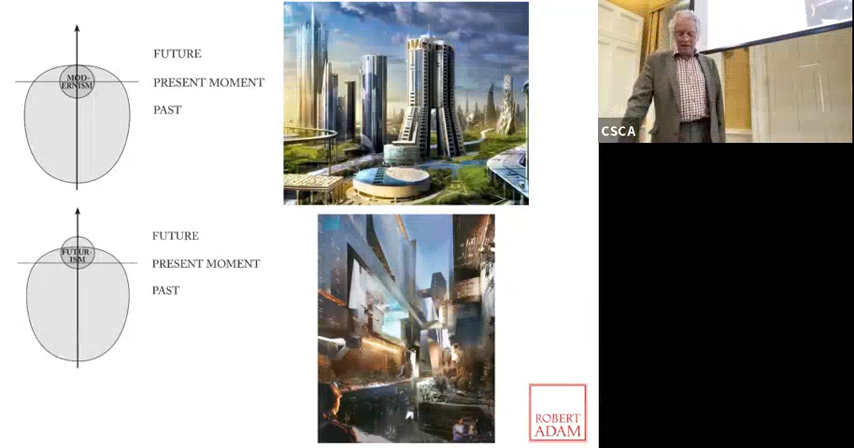 FUTURE
MOD-
ERNISM
PRESENT MOMENT
PAST
FUTURE
FUTUR-
ISM
PRESENT MOMENT
PAST
ROBERT
ADAM
CSCA